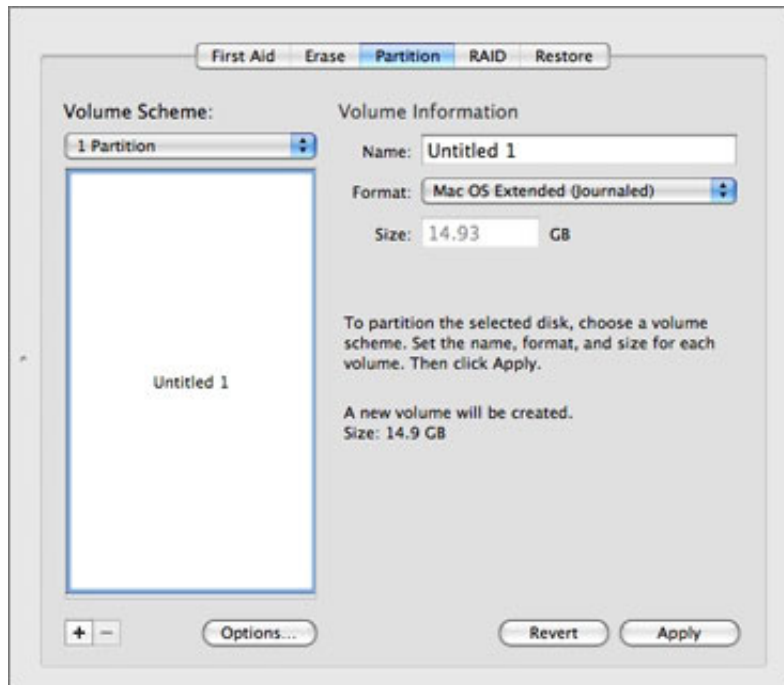 First Aid Erase Partition RAID Restore
Volume Scheme:
1 Partition
Untitled 1
+ −
Options...
Volume Information
Name: Untitled 1
Format: Mac OS Extended (Journaled)
Size: 14.93 GB
To partition the selected disk, choose a volume
scheme. Set the name, format, and size for each
volume. Then click Apply.
A new volume will be created.
Size: 14.9 GB
Revert Apply